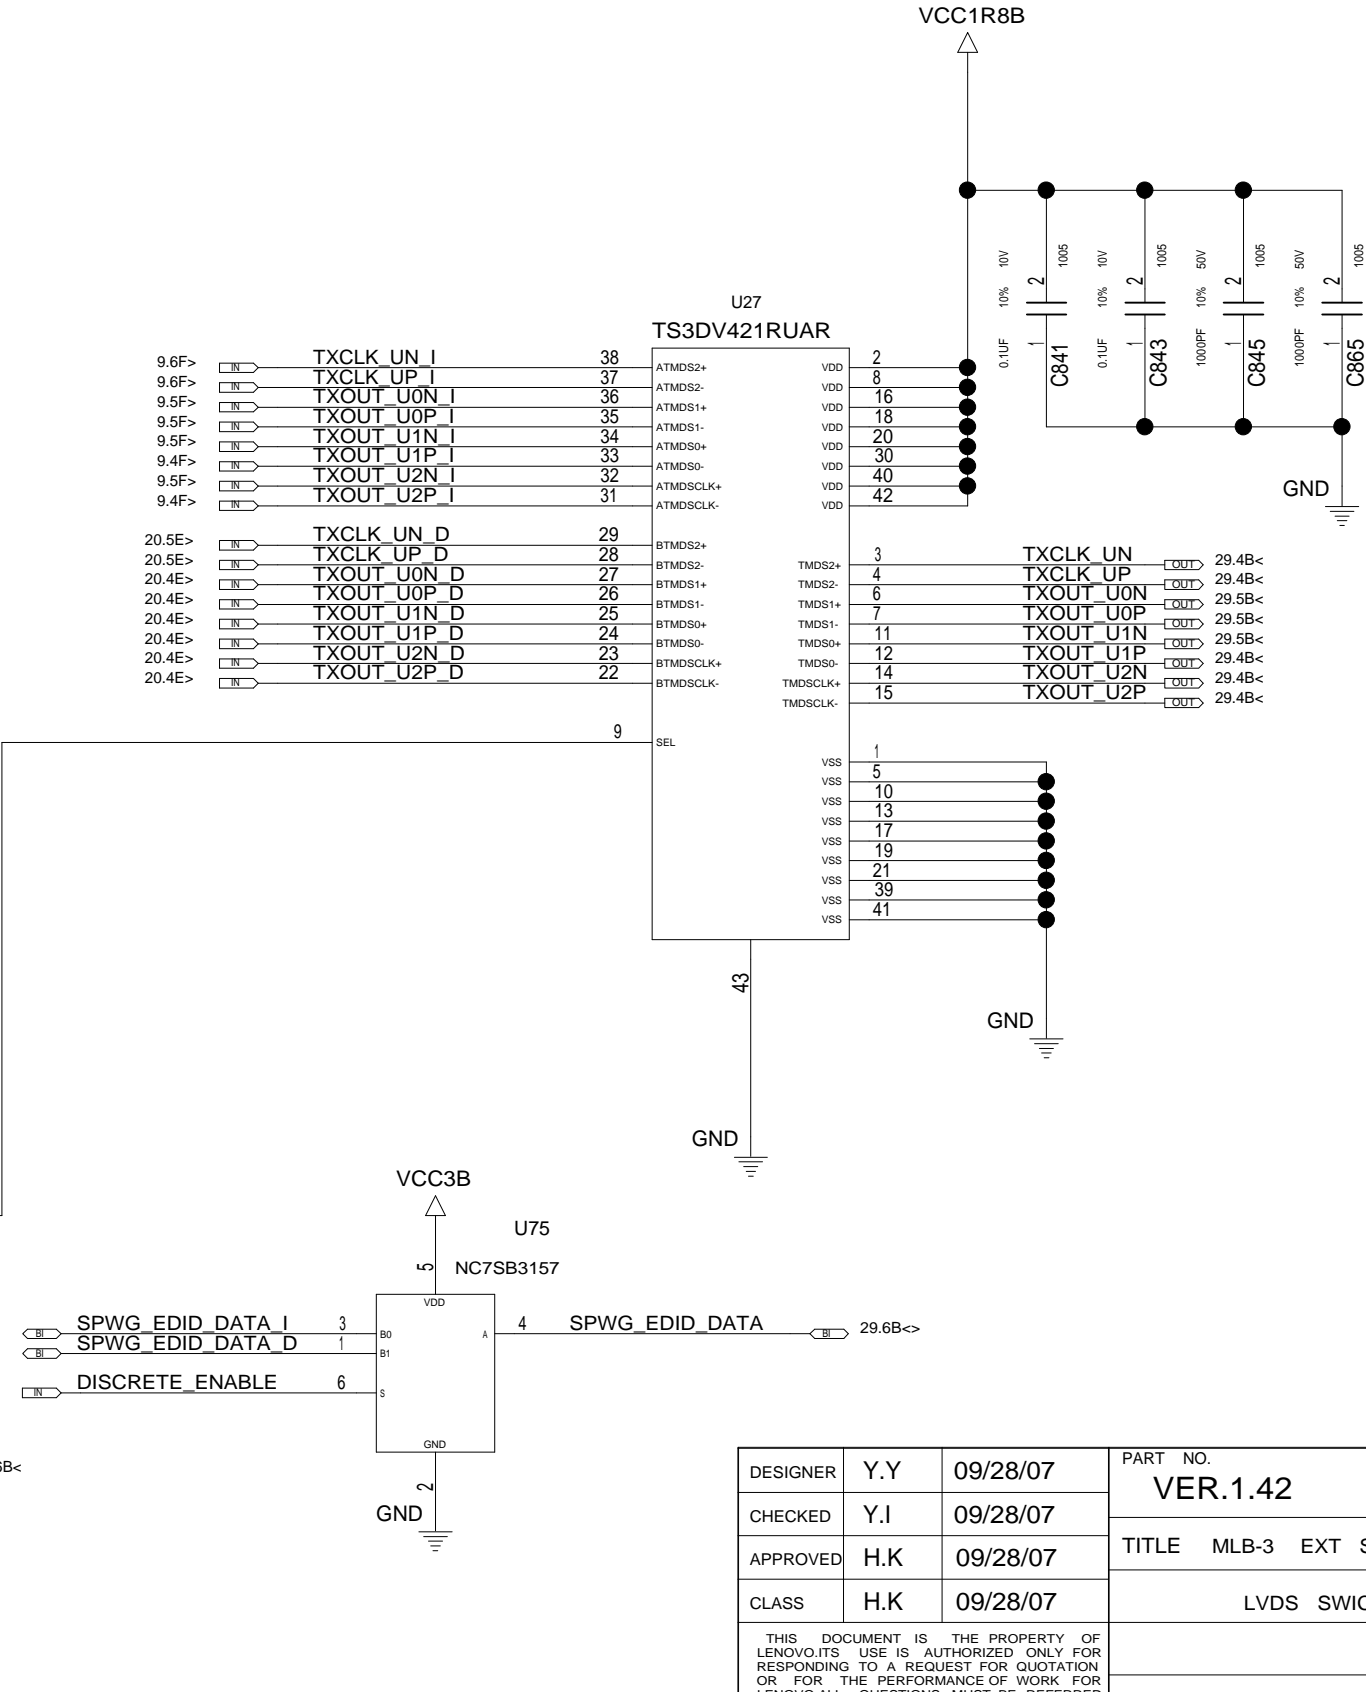 VCC1R8B
0.1UF 10% 10V
1 2
C841
1005
0.1UF 10% 10V
1 2
C843
1005
1000PF 10% 50V
1 2
C845
1005
1000PF 10% 50V
1 2
C865
1005
GND
U27
TS3DV421RUAR
9.6F> IN TXCLK_UN_I 38 ATMDS2+
9.6F> IN TXCLK_UP_I 37 ATMDS2-
9.5F> IN TXOUT_U0N_I 36 ATMDS1+
9.5F> IN TXOUT_U0P_I 35 ATMDS1-
9.5F> IN TXOUT_U1N_I 34 ATMDS0+
9.4F> IN TXOUT_U1P_I 33 ATMDS0-
9.5F> IN TXOUT_U2N_I 32 ATMDSCLK+
9.4F> IN TXOUT_U2P_I 31 ATMDSCLK-
VDD 2
VDD 8
VDD 16
VDD 18
VDD 20
VDD 30
VDD 40
VDD 42
20.5E> IN TXCLK_UN_D 29 BTMDS2+
20.5E> IN TXCLK_UP_D 28 BTMDS2-
20.4E> IN TXOUT_U0N_D 27 BTMDS1+
20.4E> IN TXOUT_U0P_D 26 BTMDS1-
20.4E> IN TXOUT_U1N_D 25 BTMDS0+
20.4E> IN TXOUT_U1P_D 24 BTMDS0-
20.4E> IN TXOUT_U2N_D 23 BTMDSCLK+
20.4E> IN TXOUT_U2P_D 22 BTMDSCLK-
TMDS2+ 3 TXCLK_UN OUT 29.4B<
TMDS2- 4 TXCLK_UP OUT 29.4B<
TMDS1+ 6 TXOUT_U0N OUT 29.5B<
TMDS1- 7 TXOUT_U0P OUT 29.5B<
TMDS0+ 11 TXOUT_U1N OUT 29.5B<
TMDS0- 12 TXOUT_U1P OUT 29.4B<
TMDSCLK+ 14 TXOUT_U2N OUT 29.4B<
TMDSCLK- 15 TXOUT_U2P OUT 29.4B<
9 SEL
VSS 1
VSS 5
VSS 10
VSS 13
VSS 17
VSS 19
VSS 21
VSS 39
VSS 41
43
GND
GND
VCC3B
U75
5 NC7SB3157
VDD
BI SPWG_EDID_DATA_I 3 B0
A 4 SPWG_EDID_DATA BI 29.6B<>
BI SPWG_EDID_DATA_D 1 B1
IN DISCRETE_ENABLE 6 S
GND
2
GND
B<
DESIGNER Y.Y 09/28/07
CHECKED Y.I 09/28/07
APPROVED H.K 09/28/07
CLASS H.K 09/28/07
PART NO.
VER.1.42
TITLE MLB-3 EXT S
LVDS SWIC
THIS DOCUMENT IS THE PROPERTY OF
LENOVO.ITS USE IS AUTHORIZED ONLY FOR
RESPONDING TO A REQUEST FOR QUOTATION
OR FOR THE PERFORMANCE OF WORK FOR